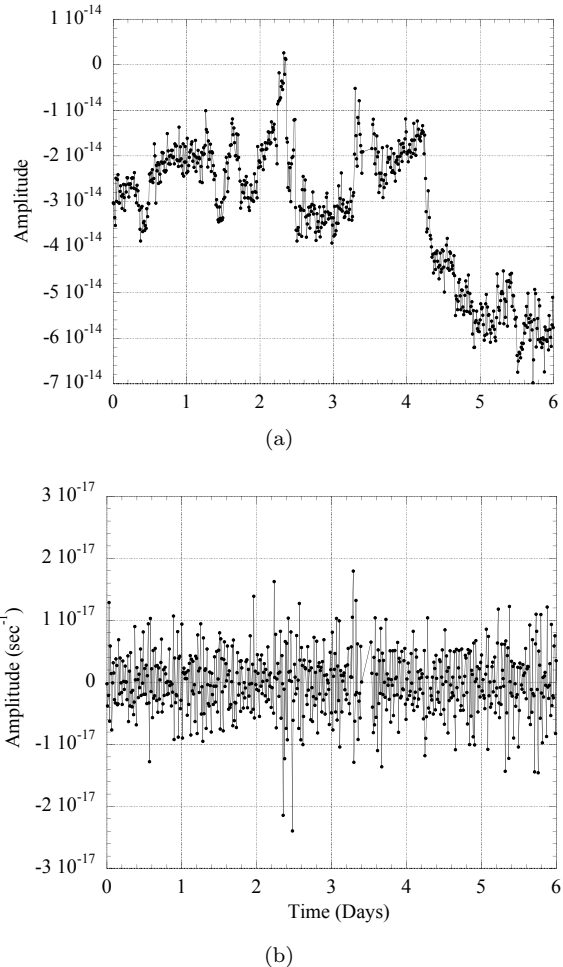 1 10⁻¹⁴
0
-1 10⁻¹⁴
-2 10⁻¹⁴
-3 10⁻¹⁴
-4 10⁻¹⁴
-5 10⁻¹⁴
-6 10⁻¹⁴
-7 10⁻¹⁴
Amplitude
0 1 2 3 4 5 6
(a)
3 10⁻¹⁷
2 10⁻¹⁷
1 10⁻¹⁷
0
-1 10⁻¹⁷
-2 10⁻¹⁷
-3 10⁻¹⁷
Amplitude (sec⁻¹)
0 1 2 3 4 5 6
Time (Days)
(b)